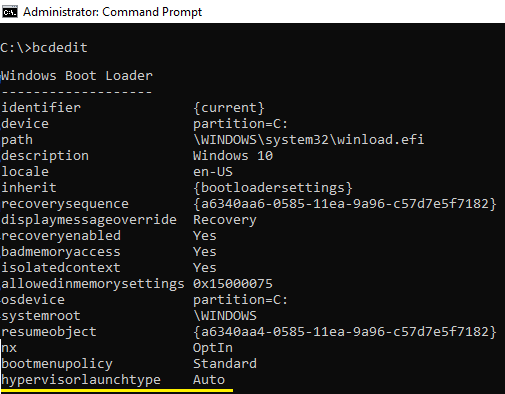 Administrator: Command Prompt
C:\>bcdedit
Windows Boot Loader
-------------------
identifier              {current}
device                  partition=C:
path                    \WINDOWS\system32\winload.efi
description             Windows 10
locale                  en-US
inherit                 {bootloadersettings}
recoverysequence        {a6340aa6-0585-11ea-9a96-c57d7e5f7182}
displaymessageoverride  Recovery
recoveryenabled         Yes
badmemoryaccess         Yes
isolatedcontext         Yes
allowedinmemorysettings 0x15000075
osdevice                partition=C:
systemroot              \WINDOWS
resumeobject            {a6340aa4-0585-11ea-9a96-c57d7e5f7182}
nx                      OptIn
bootmenupolicy          Standard
hypervisorlaunchtype    Auto